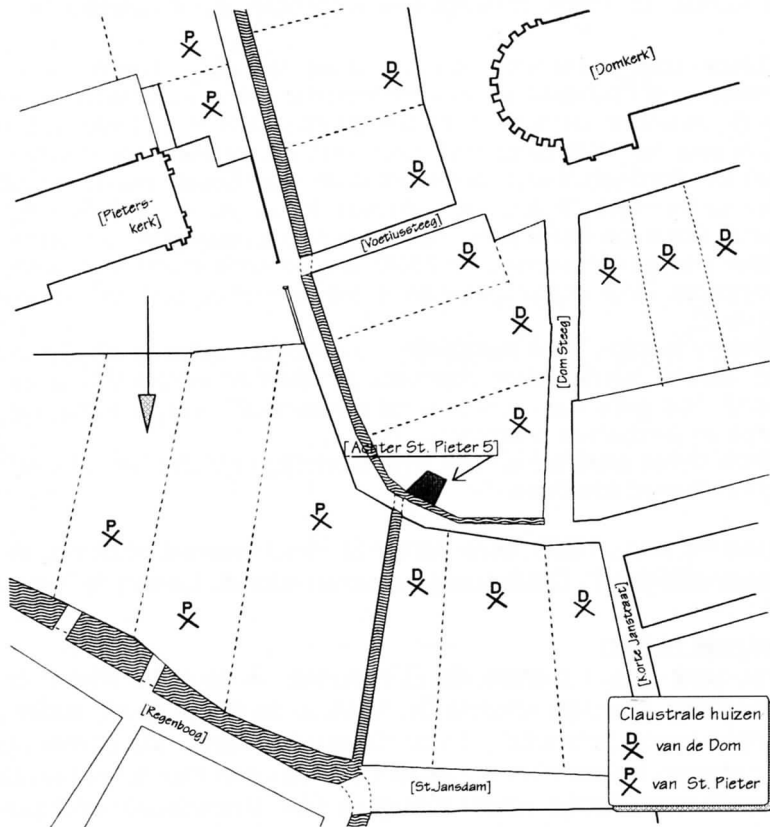 P
D
[Domkerk]
P
D
[Pieters-
kerk]
[Voetiussteeg]
D
D
D
D
D
[Dom Steeg]
D
[Achter St. Pieter 5]
P
P
D
D
D
P
[Korte Janstraat]
[Regenboog]
[St.Jansdam]
Claustrale huizen
D van de Dom
P van St. Pieter